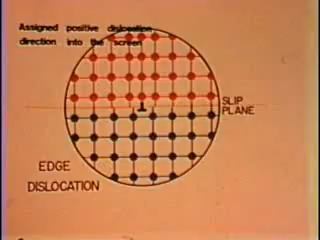 Assigned positive dislocation
direction into the screen
SLIP
PLANE
EDGE
DISLOCATION